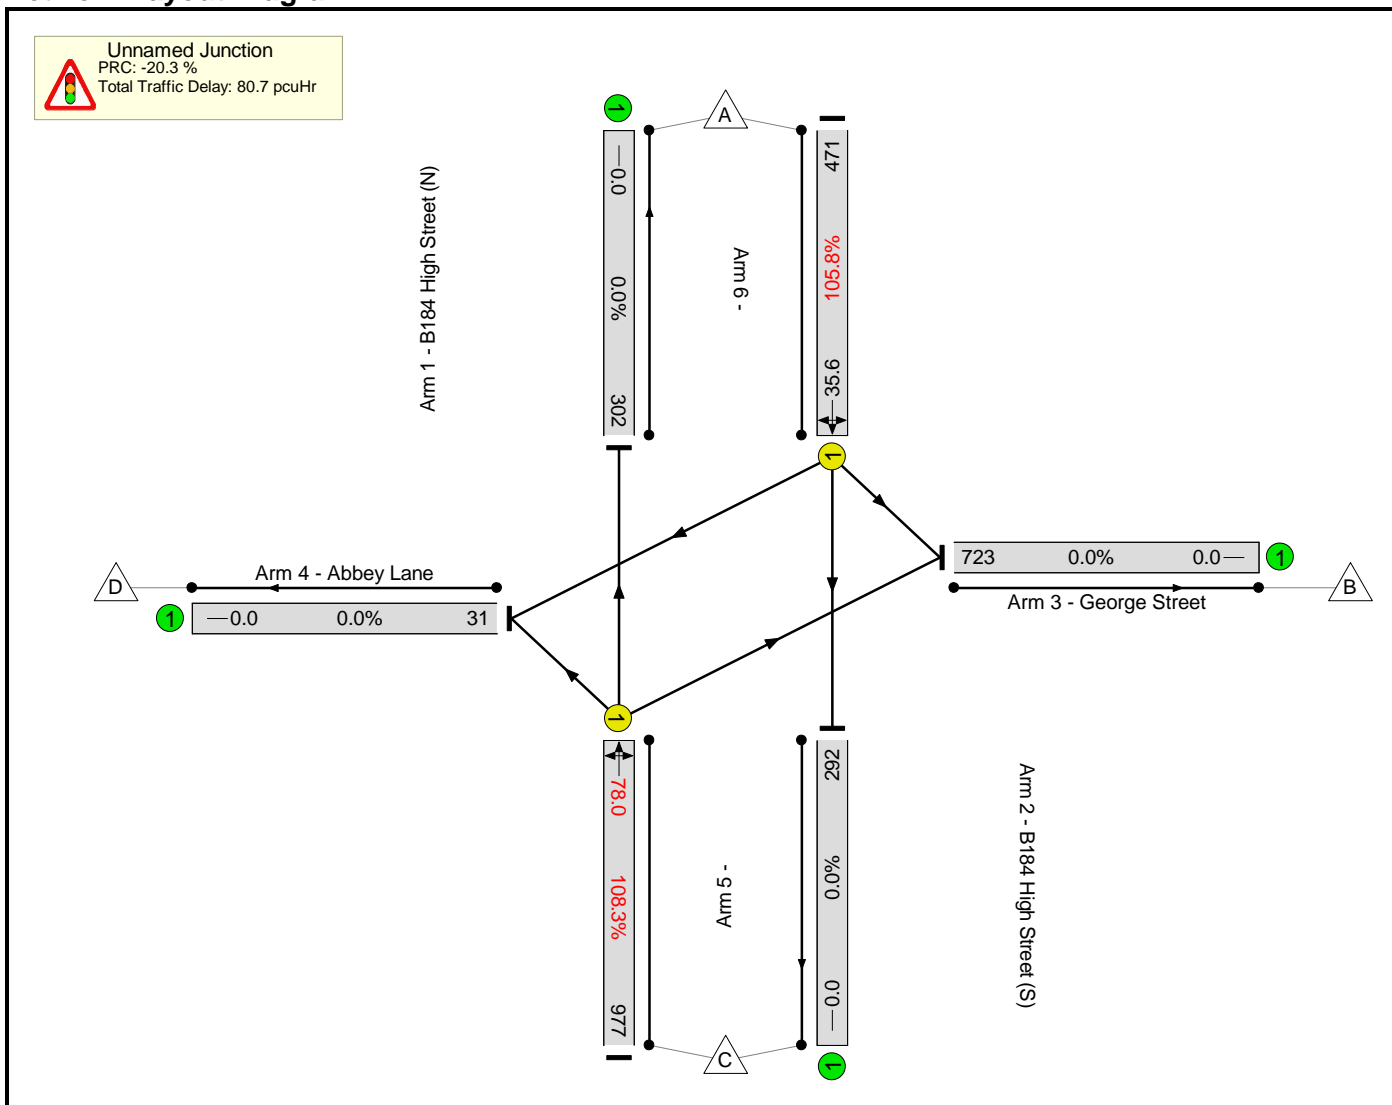 Unnamed Junction
PRC: -20.3 %
Total Traffic Delay: 80.7 pcuHr
1
A
0.0
0.0%
302
471
105.8%
35.6
Arm 1 - B184 High Street (N)
Arm 6 -
1
D
Arm 4 - Abbey Lane
1
0.0
0.0%
31
723
0.0%
0.0
1
B
Arm 3 - George Street
1
78.0
108.3%
977
292
0.0%
0.0
Arm 5 -
Arm 2 - B184 High Street (S)
C
1